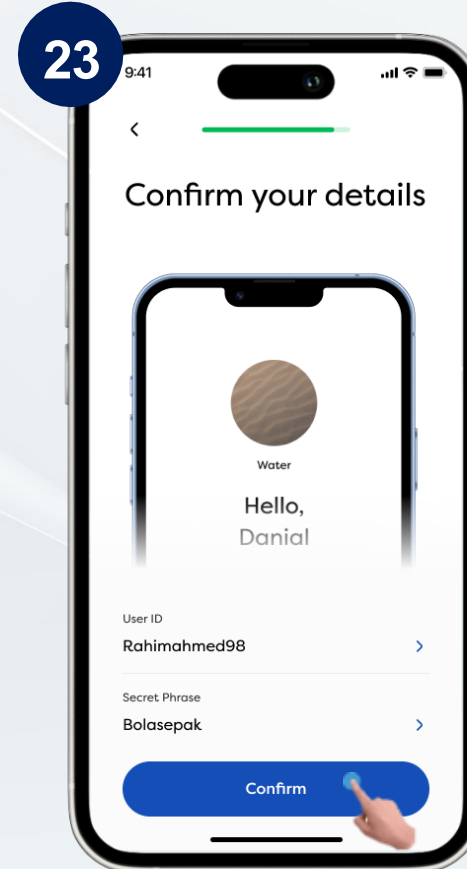 23
9:41
Confirm your details
Water
Hello,
Danial
User ID
Rahimahmed98
Secret Phrase
Bolasepak
Confirm